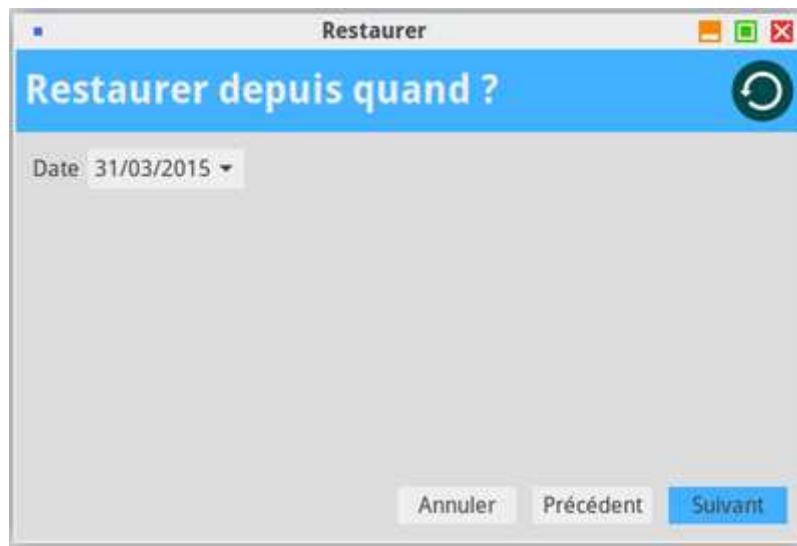 Restaurer
Restaurer depuis quand ?
Date 31/03/2015
Annuler Précédent Suivant